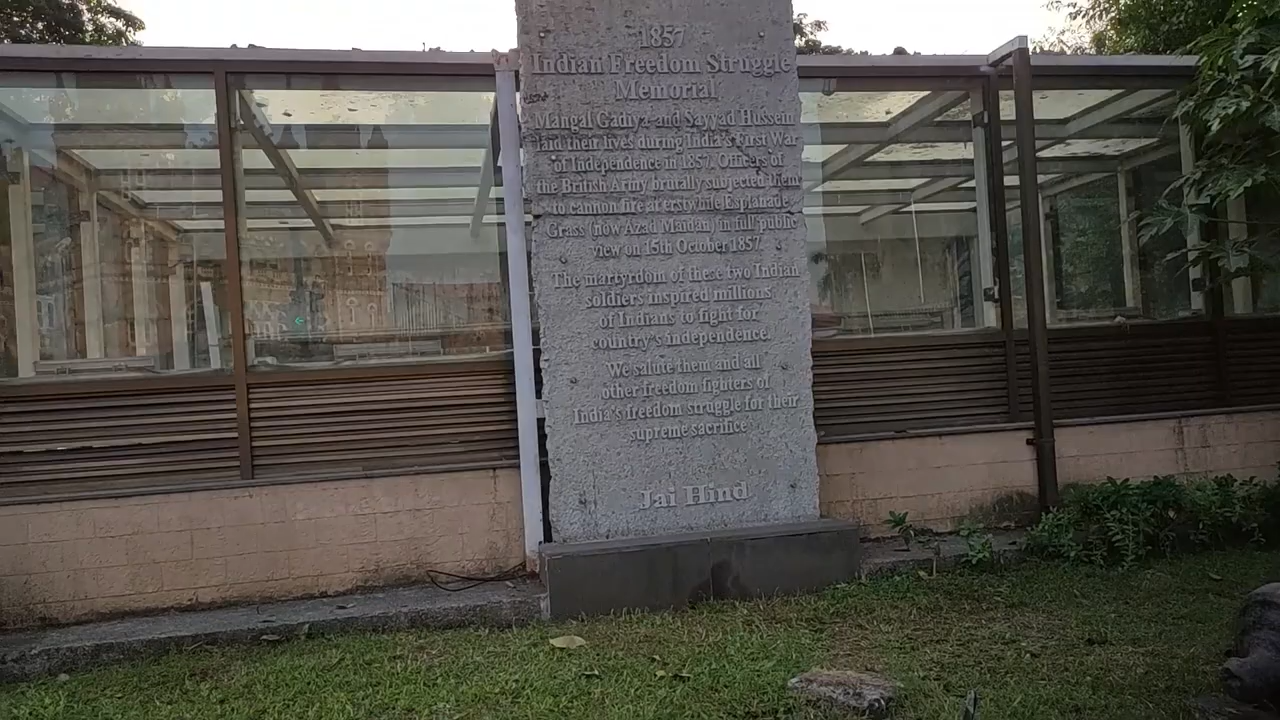 1857
Indian Freedom Struggle
Memorial
Mangal Gadiya and Sayyad Hussein
laid their lives during India's First War
of Independence in 1857. Officers of
the British Army brutally subjected them
to cannon fire at erstwhile Esplanade
Grass (now Azad Maidan) in full public
view on 15th October 1857.
The martyrdom of these two Indian
soldiers inspired millions
of Indians to fight for
country's independence.
We salute them and all
other freedom fighters of
India's freedom struggle for their
supreme sacrifice
Jai Hind